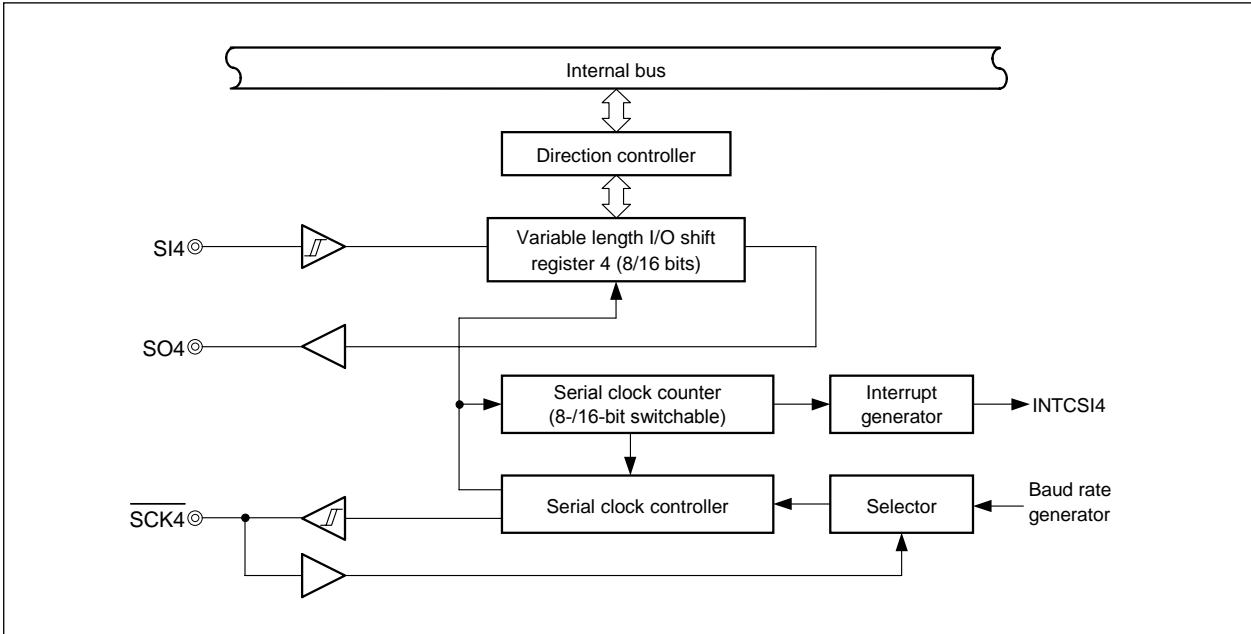 Internal bus
Direction controller
SI4
Variable length I/O shift
register 4 (8/16 bits)
SO4
Serial clock counter
(8-/16-bit switchable)
Interrupt
generator
INTCSI4
SCK4
Serial clock controller
Selector
Baud rate
generator